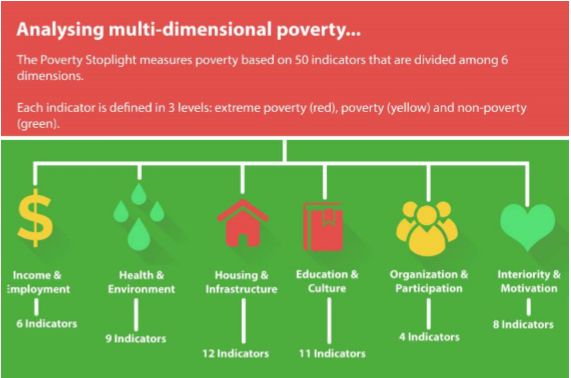 Analysing multi-dimensional poverty...
The Poverty Stoplight measures poverty based on 50 indicators that are divided among 6
dimensions.
Each indicator is defined in 3 levels: extreme poverty (red), poverty (yellow) and non-poverty
(green).
$
Income &
Employment
Health &
Environment
Housing &
Infrastructure
Education &
Culture
Organization &
Participation
Interiority &
Motivation
6 Indicators
9 Indicators
12 Indicators
11 Indicators
4 Indicators
8 Indicators